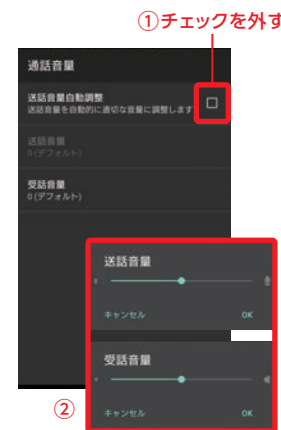 ①チェックを外す
通話音量
送話音量自動調整
送話音量を自動的に適切な音量に調整します
送話音量
0(デフォルト)
受話音量
0(デフォルト)
送話音量
キャンセル OK
受話音量
キャンセル OK
②